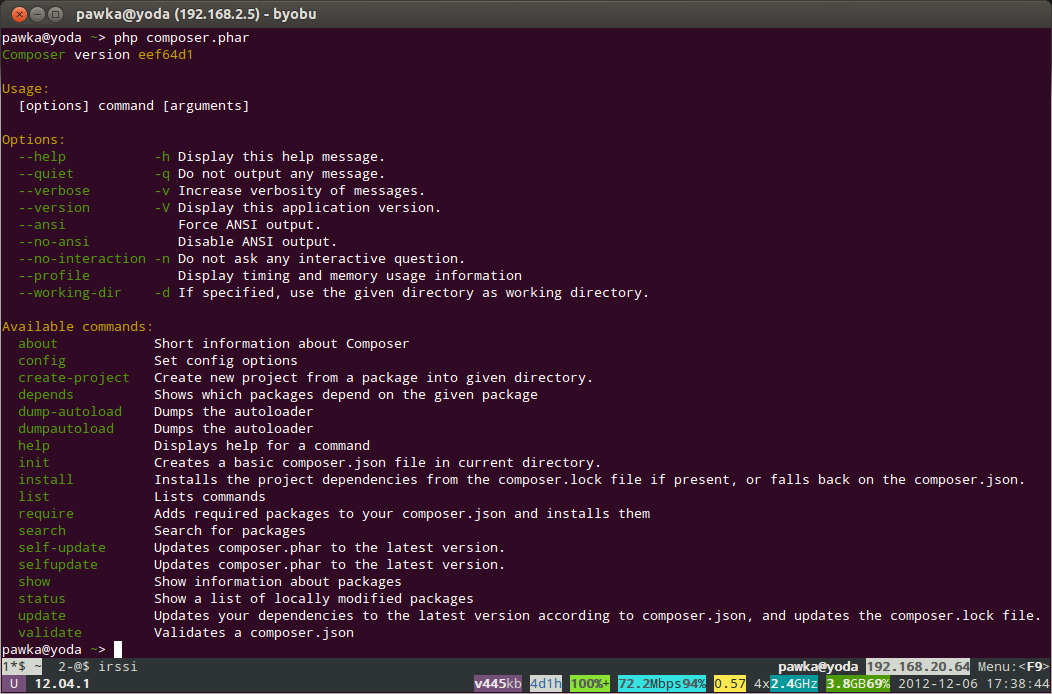 pawka@yoda (192.168.2.5) - byobu
pawka@yoda ~> php composer.phar
Composer version eef64d1
Usage:
[options] command [arguments]
Options:
--help -h Display this help message.
--quiet -q Do not output any message.
--verbose -v Increase verbosity of messages.
--version -V Display this application version.
--ansi Force ANSI output.
--no-ansi Disable ANSI output.
--no-interaction -n Do not ask any interactive question.
--profile Display timing and memory usage information
--working-dir -d If specified, use the given directory as working directory.
Available commands:
about Short information about Composer
config Set config options
create-project Create new project from a package into given directory.
depends Shows which packages depend on the given package
dump-autoload Dumps the autoloader
dumpautoload Dumps the autoloader
help Displays help for a command
init Creates a basic composer.json file in current directory.
install Installs the project dependencies from the composer.lock file if present, or falls back on the composer.json.
list Lists commands
require Adds required packages to your composer.json and installs them
search Search for packages
self-update Updates composer.phar to the latest version.
selfupdate Updates composer.phar to the latest version.
show Show information about packages
status Show a list of locally modified packages
update Updates your dependencies to the latest version according to composer.json, and updates the composer.lock file.
validate Validates a composer.json
pawka@yoda ~>
1*$ ~ 2-@$ irssi pawka@yoda 192.168.20.64 Menu:<F9>
U 12.04.1 v445kb 4d1h 100%+ 72.2Mbps94% 0.57 4x2.4GHz 3.8GB69% 2012-12-06 17:38:44